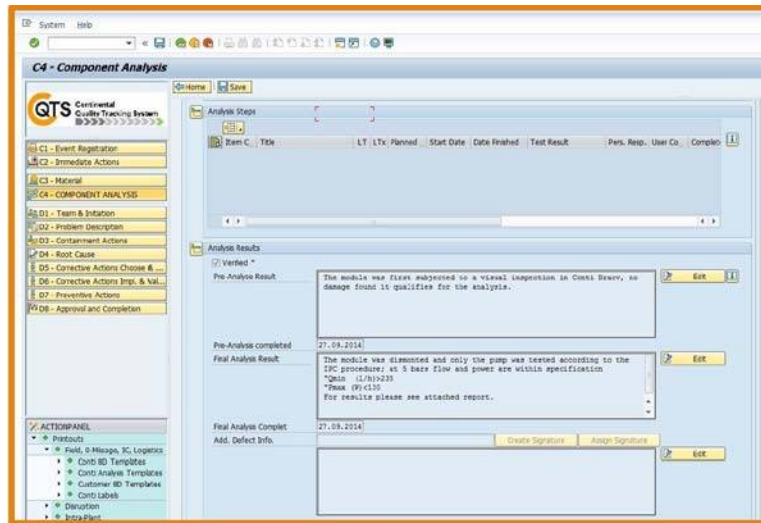 System Help
C4 - Component Analysis
Home Save
QTS Continental
Quality Tracking System
C1 - Event Registration
C2 - Immediate Actions
C3 - Material
C4 - COMPONENT ANALYSIS
D1 - Team & Initiation
D2 - Problem Description
D3 - Containment Actions
D4 - Root Cause
D5 - Corrective Actions Choose & ...
D6 - Corrective Actions Impl. & Val...
D7 - Preventive Actions
D8 - Approval and Completion
ACTIONPANEL
Printouts
Field, 0-Mileage, IC, Logistics
Conti 8D Templates
Conti Analysis Templates
Customer 8D Templates
Conti Labels
Disruption
Intra-Plant
Analysis Steps
Item C_ Title LT LTx Planned_ Start Date Date Finished Test Result Pers. Resp. User Co_ Complet
Analysis Results
Verified *
Pre-Analyse Result
The module was first subjected to a visual inspection in Conti Brasv, no
damage found it qualifies for the analysis.
Edit
Pre-Analysis completed 27.09.2014
Final Analysis Result
The module was dismonted and only the pump was tested according to the
IPC procedure; at 5 bars flow and power are within specification
"Qmin (l/h)>235
"Pmax (W)<130
For results please see attached report.
Edit
Final Analysis Complet 27.09.2014
Add. Defect Info.
Create Signature Assign Signature
Edit